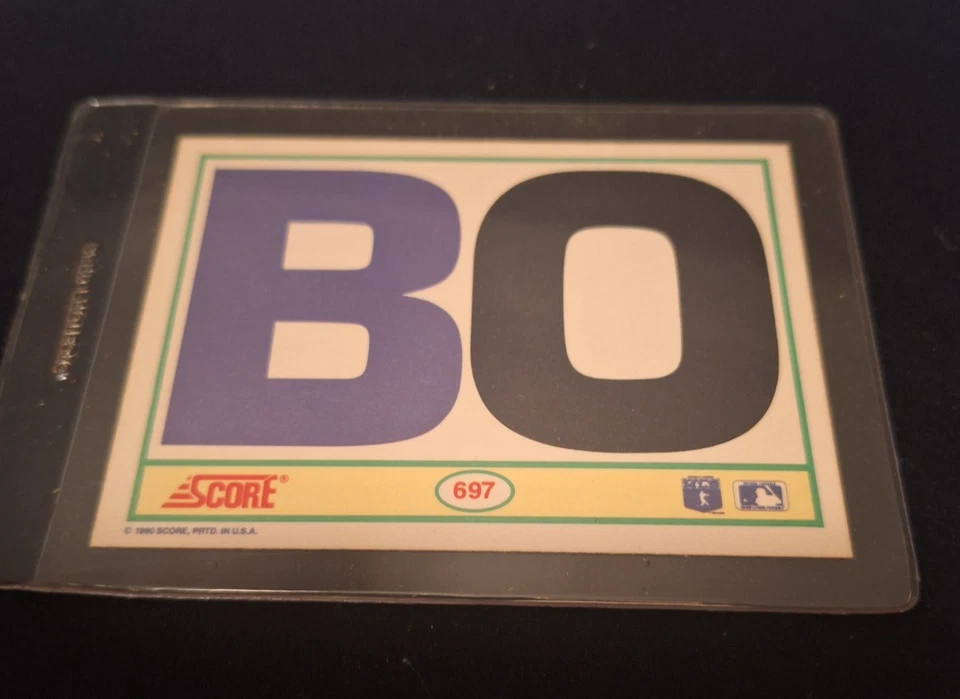 BO
SCORE®
697
© 1990 SCORE, PRTD. IN U.S.A.